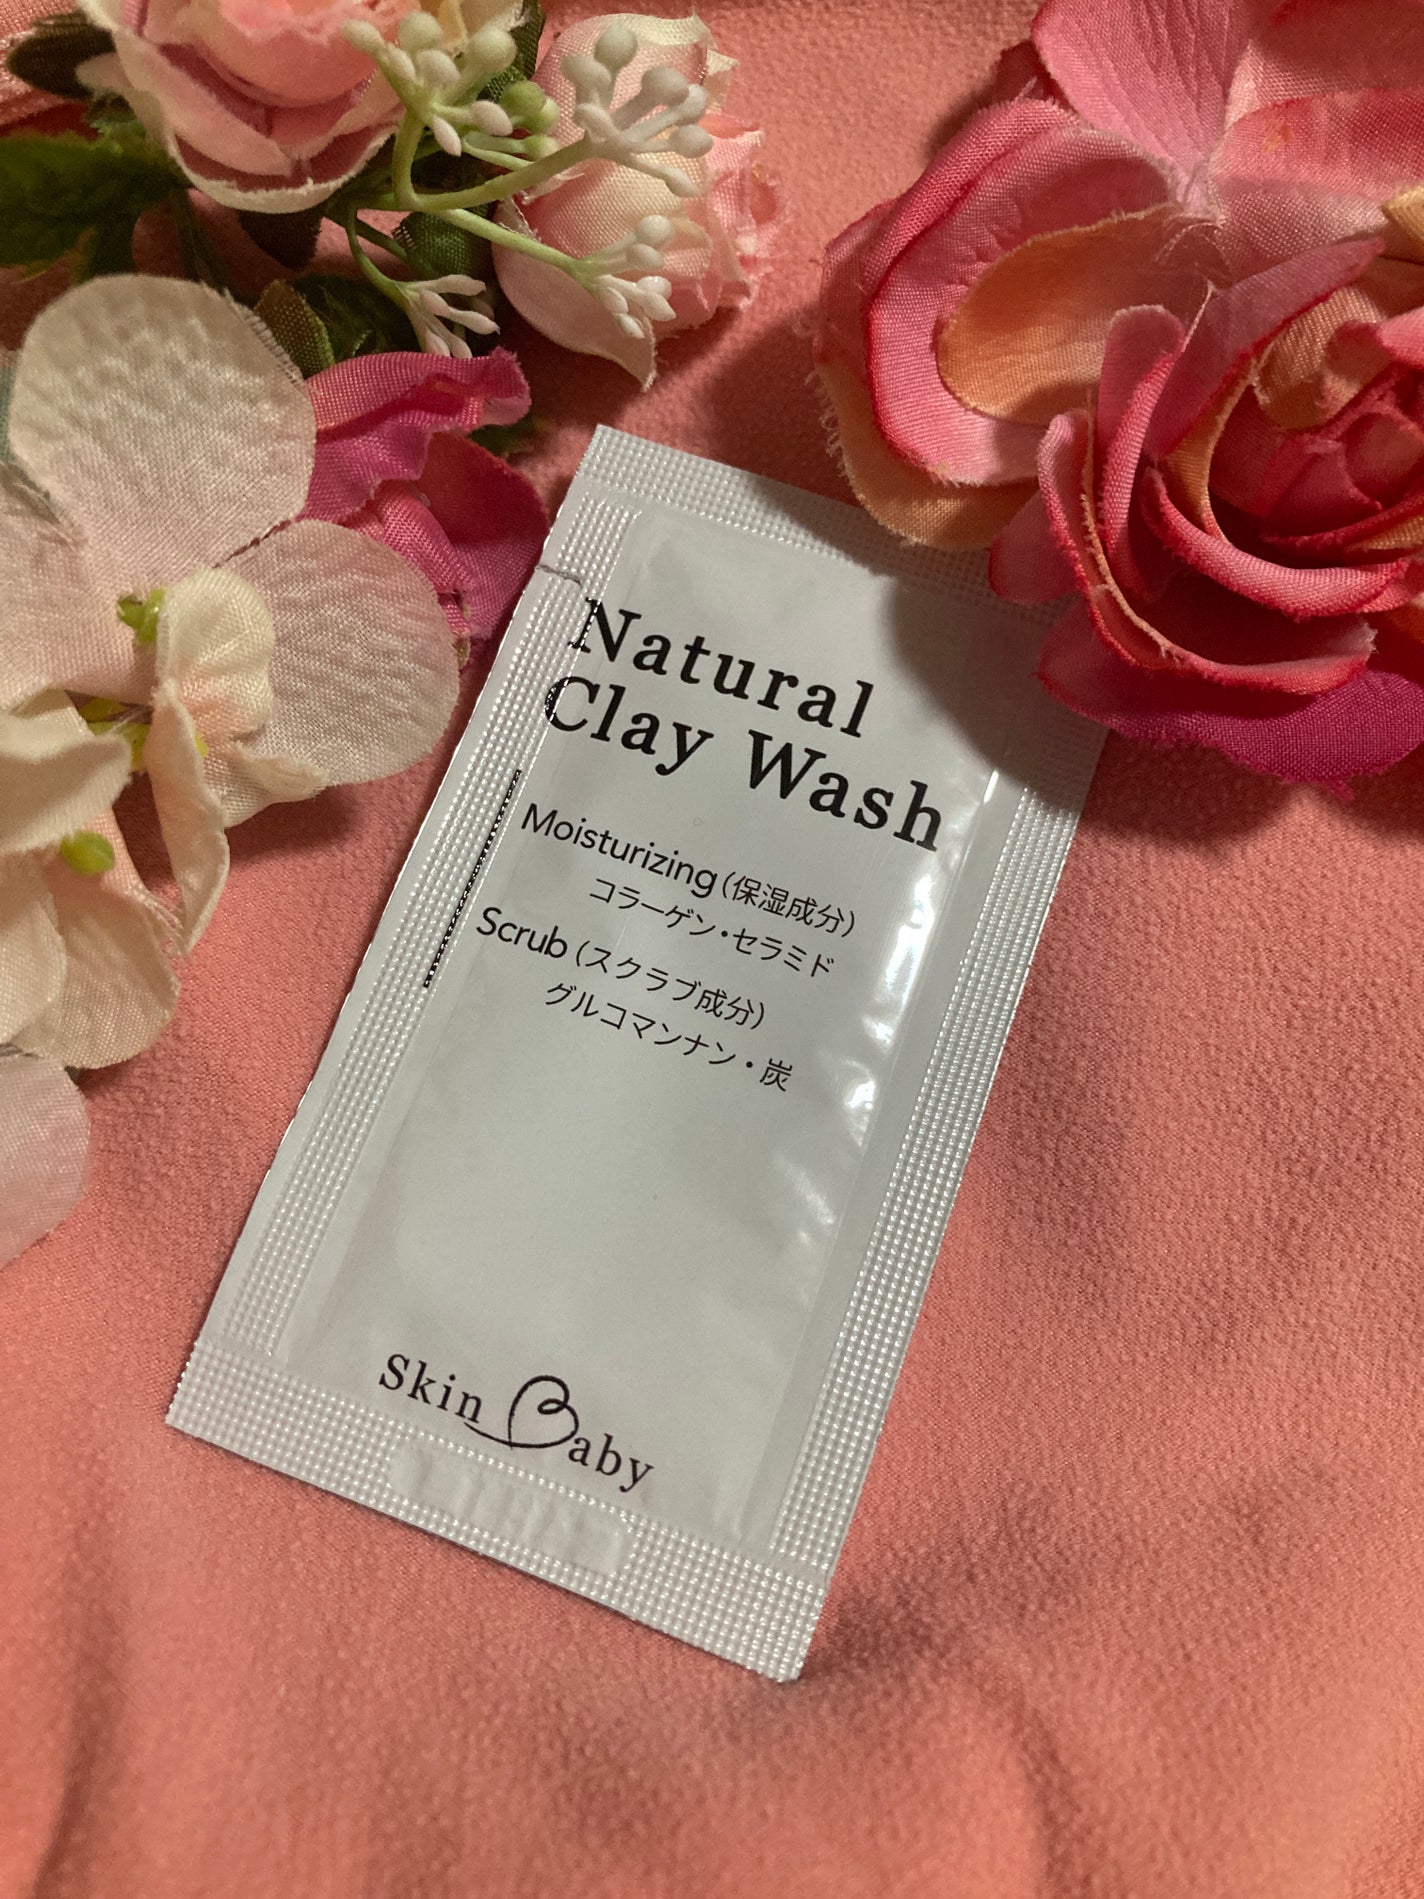 Natural
Clay Wash
Moisturizing(保湿成分)
コラーゲン・セラミド
Scrub (スクラブ成分)
グルコマンナン・炭
Skin Baby